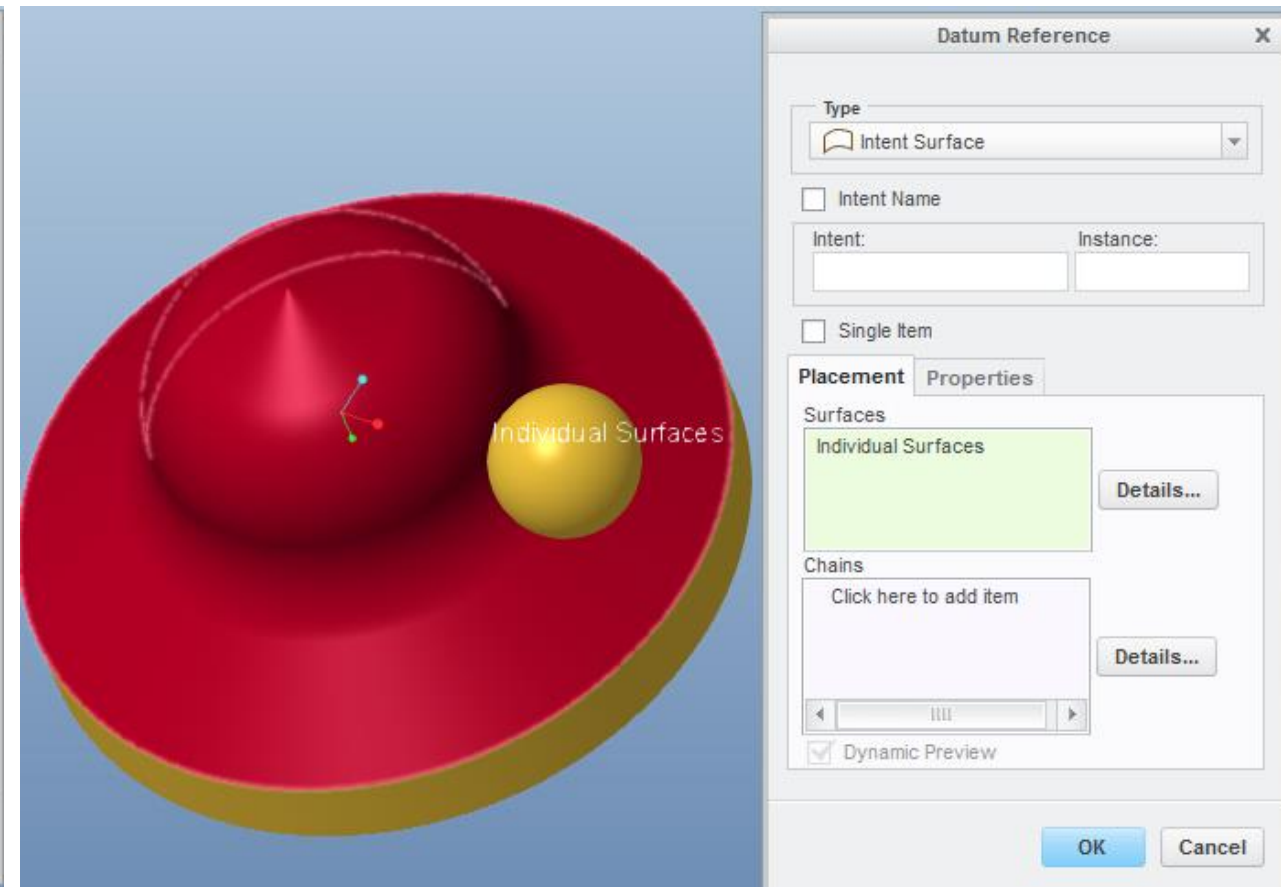 Datum Reference
X
Type
Intent Surface
Intent Name
Intent:
Instance:
Single Item
Placement
Properties
Surfaces
Individual Surfaces
Details...
Chains
Click here to add item
Details...
Dynamic Preview
OK
Cancel
Individual Surfaces